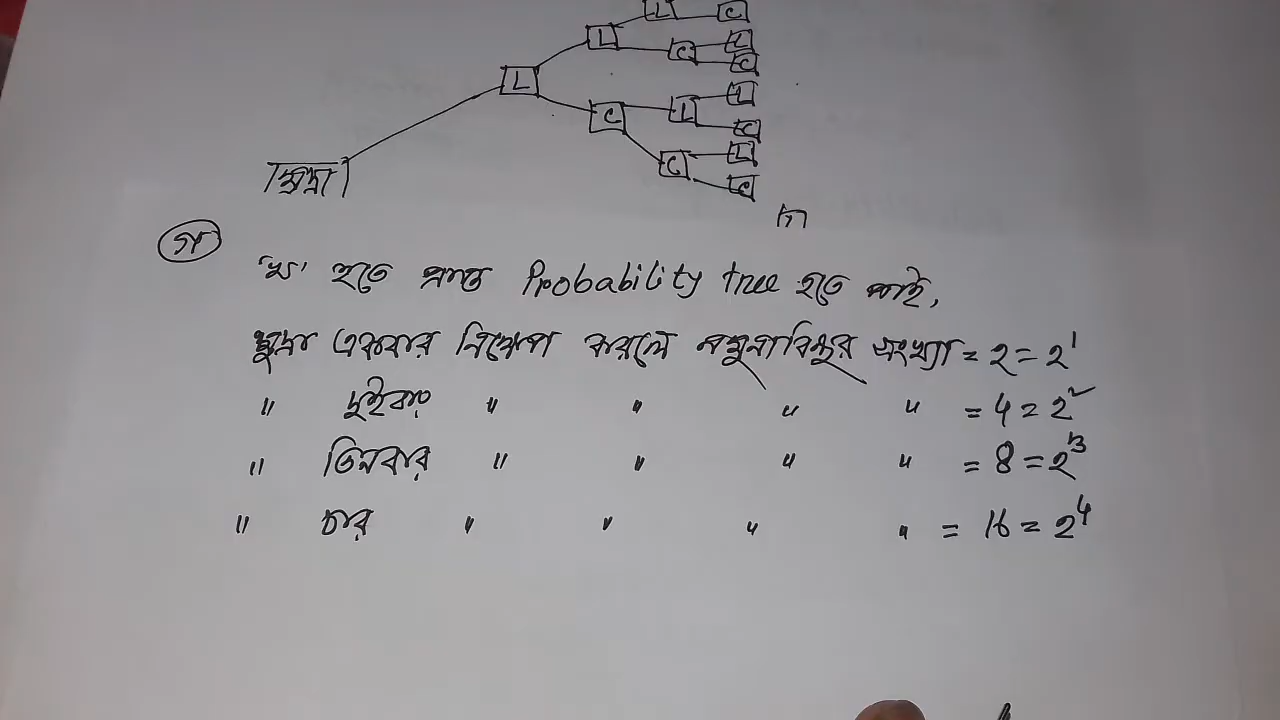 L C
L C L
C
L L L
C C
মুদ্রা C L
C
গ
'খ' হতে প্রাপ্ত Probability tree হতে পাই,
মুদ্রা একবার নিক্ষেপ করলে নমুনাবিন্দুর সংখ্যা = 2 = 2¹
" দুইবার " " " " = 4 = 2²
" তিনবার " " " " = 8 = 2³
" চার " " " " = 16 = 2⁴